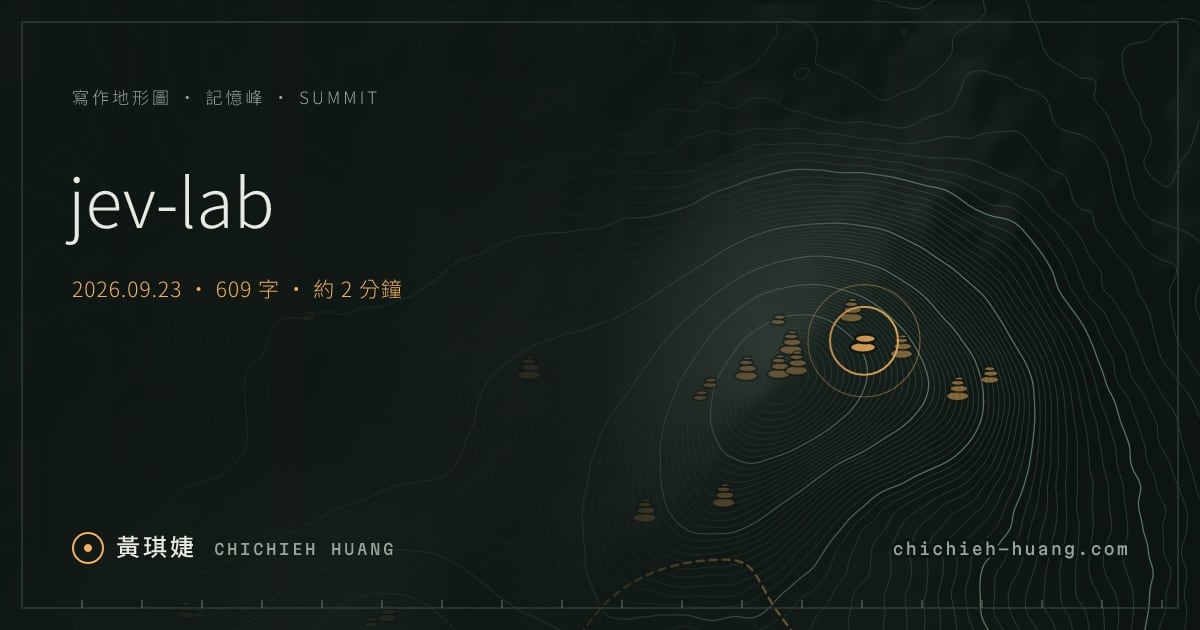 寫作地形圖 · 記憶峰 · SUMMIT
jev-lab
2026.09.23 · 609 字 · 約 2 分鐘
黃琪婕 CHICHIEH HUANG
chichieh-huang.com